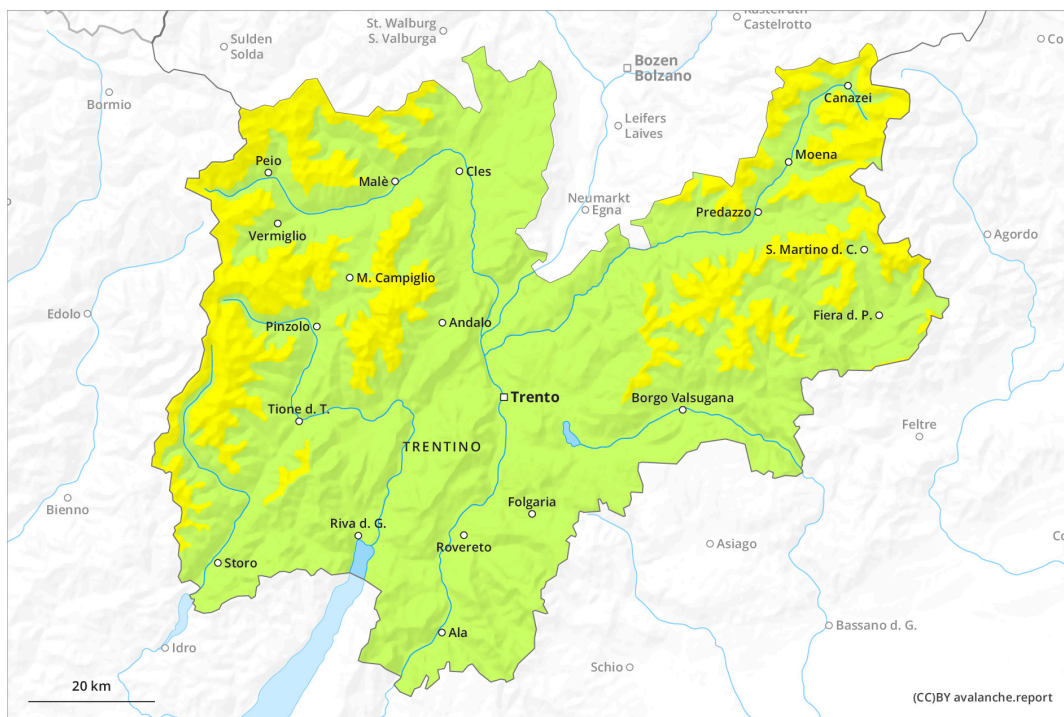 Kastelruth
Castelrotto
St. Walburg
S. Valburga
Sulden
Solda
Bozen
Bolzano
Bormio
Canazei
Leifers
Laives
Moena
Peio
Malè
Cles
Neumarkt
Egna
Predazzo
Vermiglio
Agordo
S. Martino d. C.
M. Campiglio
Edolo
Pinzolo
Andalo
Fiera d. P.
Trento
Borgo Valsugana
Tione d. T.
Feltre
TRENTINO
Bienno
Folgaria
Riva d. G.
Rovereto
Asiago
Storo
Bassano d. G.
Ala
Idro
Schio
20 km
(CC)BY avalanche.report